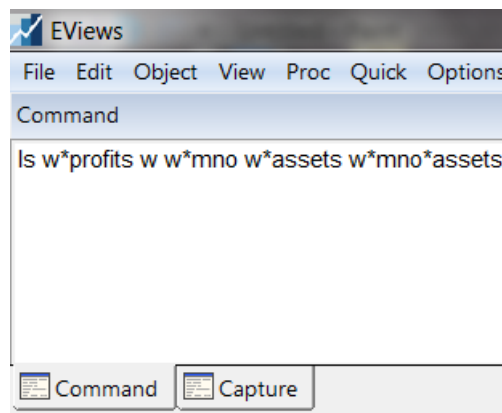 EViews
File Edit Object View Proc Quick Options
Command
ls w*profits w w*mno w*assets w*mno*assets
Command Capture